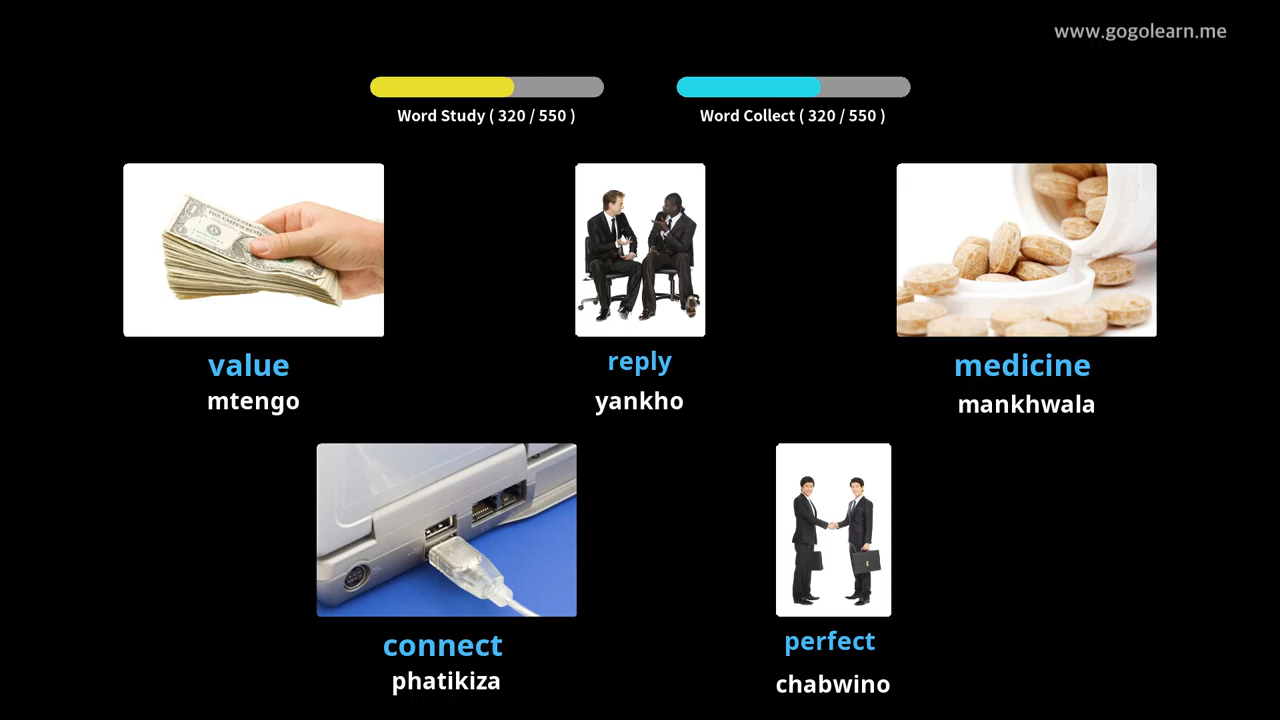 www.gogolearn.me
Word Study ( 320 / 550 )
Word Collect ( 320 / 550 )
value
mtengo
reply
yankho
medicine
mankhwala
connect
phatikiza
perfect
chabwino